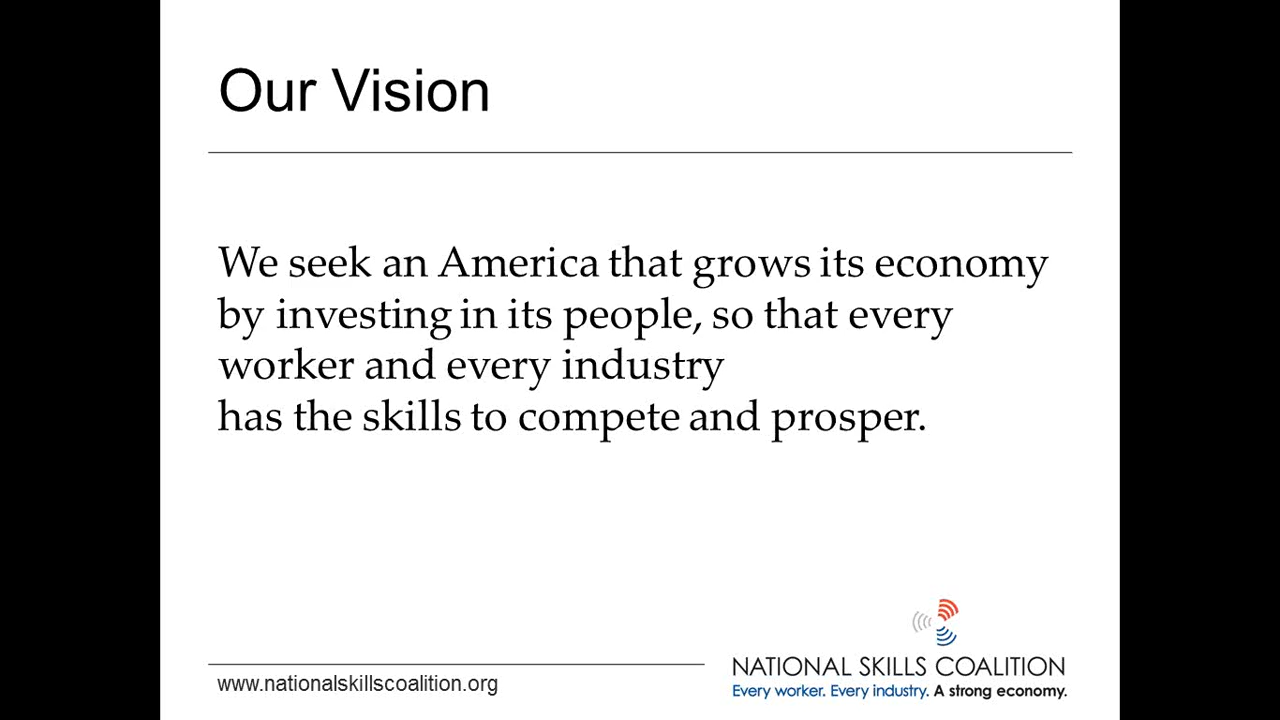 Our Vision
We seek an America that grows its economy
by investing in its people, so that every
worker and every industry
has the skills to compete and prosper.
www.nationalskillscoalition.org
NATIONAL SKILLS COALITION
Every worker. Every industry. A strong economy.